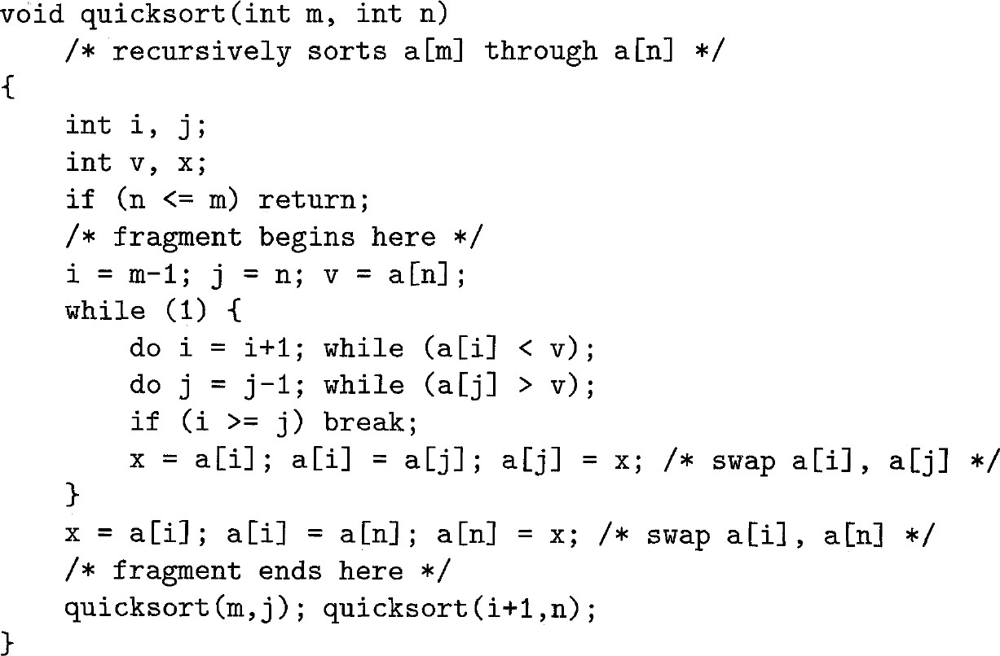 void quicksort(int m, int n)
    /* recursively sorts a[m] through a[n] */
{
    int i, j;
    int v, x;
    if (n <= m) return;
    /* fragment begins here */
    i = m-1; j = n; v = a[n];
    while (1) {
        do i = i+1; while (a[i] < v);
        do j = j-1; while (a[j] > v);
        if (i >= j) break;
        x = a[i]; a[i] = a[j]; a[j] = x; /* swap a[i], a[j] */
    }
    x = a[i]; a[i] = a[n]; a[n] = x; /* swap a[i], a[n] */
    /* fragment ends here */
    quicksort(m,j); quicksort(i+1,n);
}